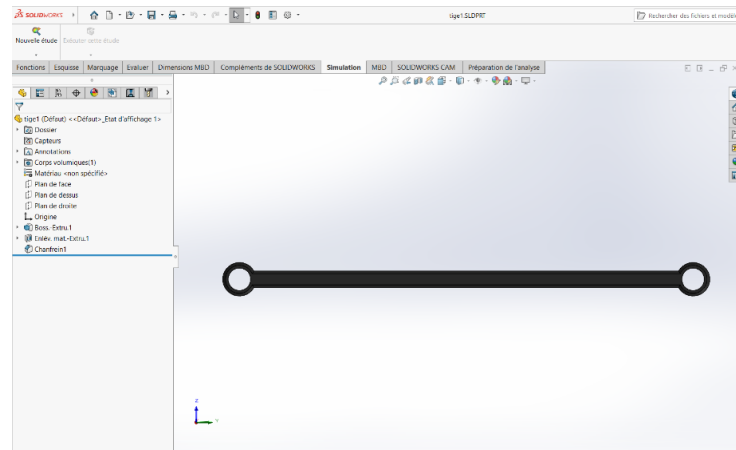 SOLIDWORKS
tige1.SLDPRT
Rechercher des fichiers et modèle
Nouvelle étude
Exécuter cette étude
Fonctions Esquisse Marquage Evaluer Dimensions MBD Compléments de SOLIDWORKS Simulation MBD SOLIDWORKS CAM Préparation de l'analyse
tige1 (Défaut) <<Défaut>_Etat d'affichage 1>
Dossier
Capteurs
Annotations
Corps volumiques(1)
Matériau <non spécifié>
Plan de face
Plan de dessus
Plan de droite
Origine
Boss.-Extru.1
Enlèv. mat.-Extru.1
Chanfrein1
Z
Y